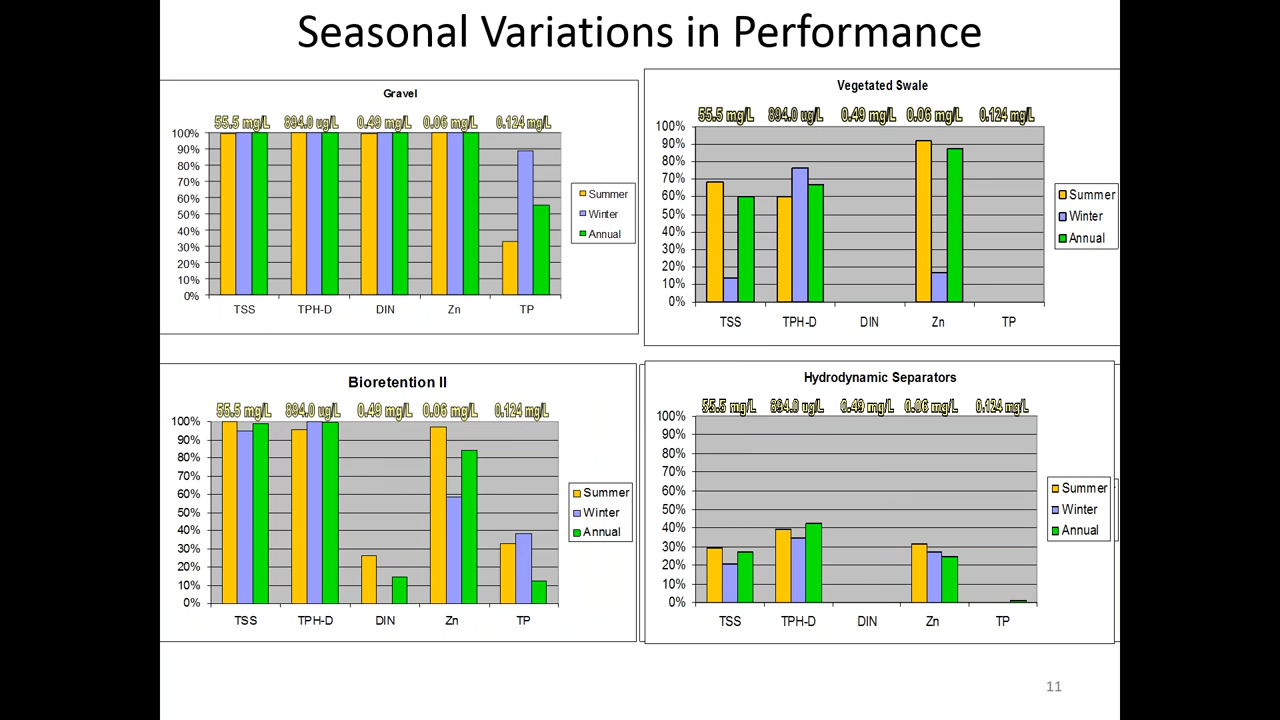 Seasonal Variations in Performance
Gravel
55.5 mg/L 894.0 ug/L 0.49 mg/L 0.06 mg/L 0.124 mg/L
100%
90%
80%
70%
60%
50%
40%
30%
20%
10%
0%
TSS TPH-D DIN Zn TP
Summer
Winter
Annual
Vegetated Swale
55.5 mg/L 894.0 ug/L 0.49 mg/L 0.06 mg/L 0.124 mg/L
100%
90%
80%
70%
60%
50%
40%
30%
20%
10%
0%
TSS TPH-D DIN Zn TP
Summer
Winter
Annual
Bioretention II
55.5 mg/L 894.0 ug/L 0.49 mg/L 0.06 mg/L 0.124 mg/L
100%
90%
80%
70%
60%
50%
40%
30%
20%
10%
0%
TSS TPH-D DIN Zn TP
Summer
Winter
Annual
Hydrodynamic Separators
55.5 mg/L 894.0 ug/L 0.49 mg/L 0.06 mg/L 0.124 mg/L
100%
90%
80%
70%
60%
50%
40%
30%
20%
10%
0%
TSS TPH-D DIN Zn TP
Summer
Winter
Annual
11